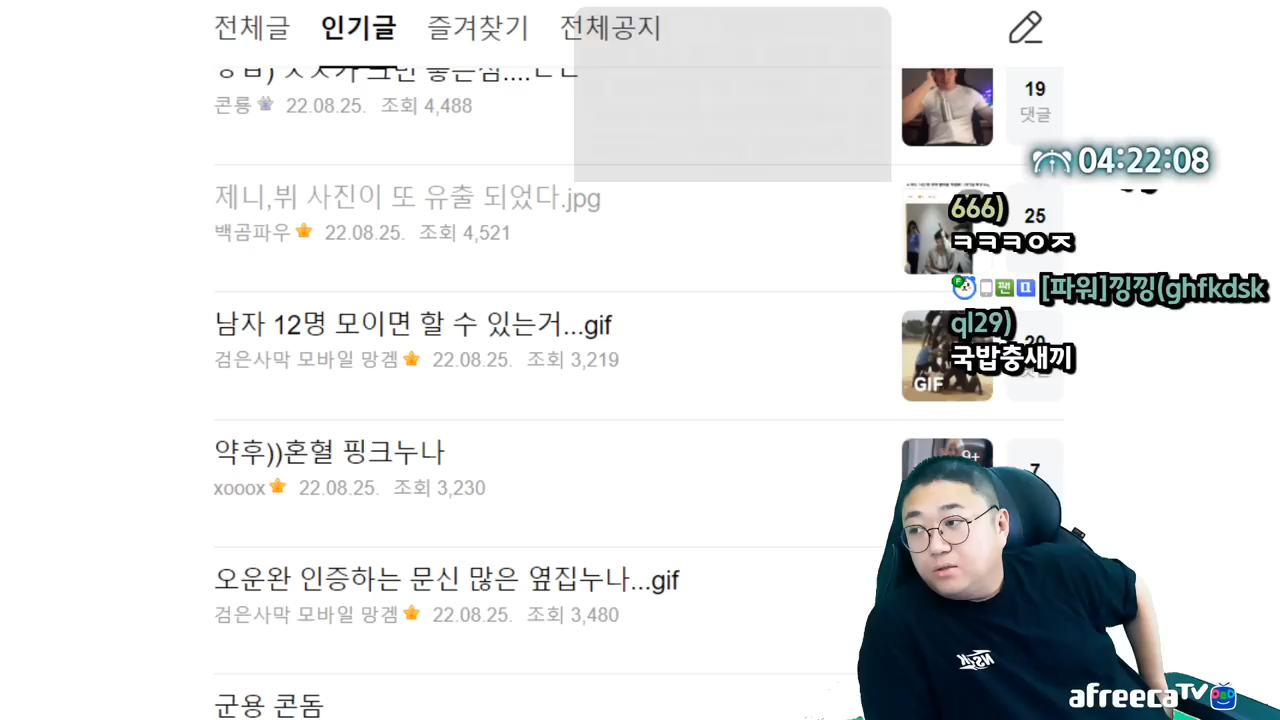 전체글 인기글 즐겨찾기 전체공지
콘룡 22.08.25. 조회 4,488
19
댓글
04:22:08
제니,뷔 사진이 또 유출 되었다.jpg
백곰파우 22.08.25. 조회 4,521
25
666)
ㅋㅋㅋㅇㅈ
[파워]낑낑(ghfkdsk
ql29)
국밥충새끼
남자 12명 모이면 할 수 있는거...gif
검은사막 모바일 망겜 22.08.25. 조회 3,219
GIF
약후))혼혈 핑크누나
xooox 22.08.25. 조회 3,230
9+
7
오운완 인증하는 문신 많은 옆집누나...gif
검은사막 모바일 망겜 22.08.25. 조회 3,480
군용 콘돔
afreecaTV